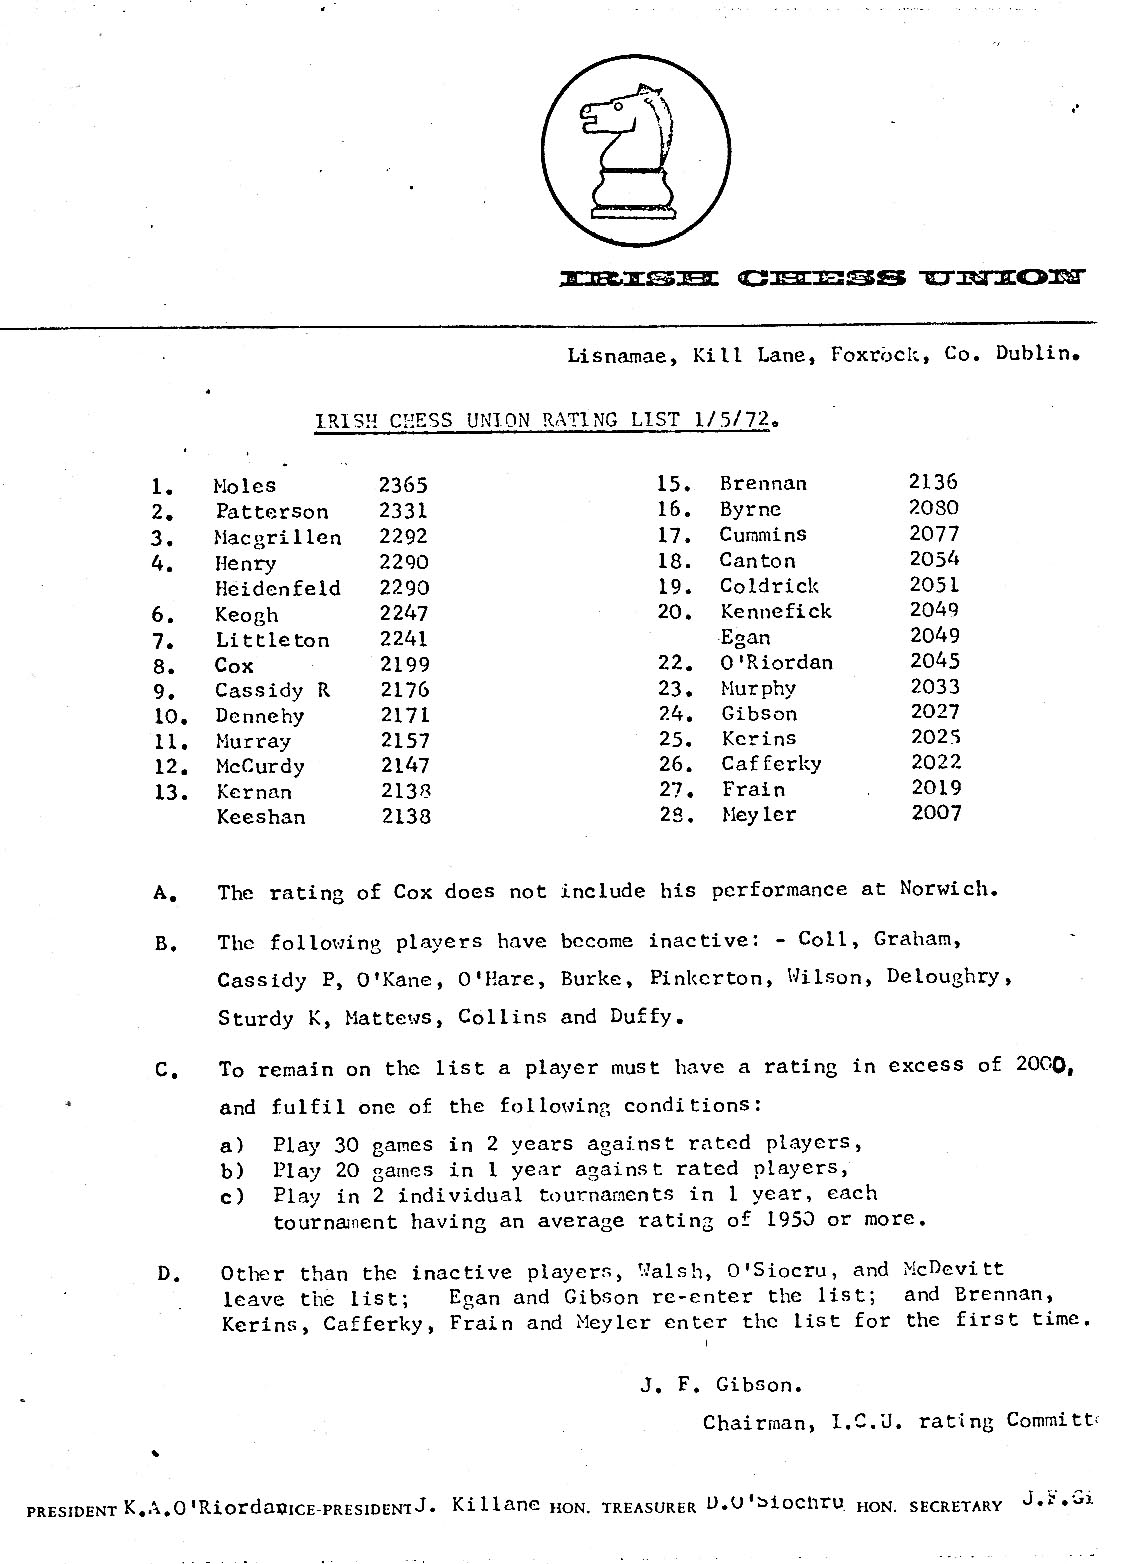 IRISH CHESS UNION
Lisnamae, Kill Lane, Foxrock, Co. Dublin.
IRISH CHESS UNION RATING LIST 1/5/72.
1. Moles 2365
2. Patterson 2331
3. Macgrillen 2292
4. Henry 2290
Heidenfeld 2290
6. Keogh 2247
7. Littleton 2241
8. Cox 2199
9. Cassidy R 2176
10. Dennehy 2171
11. Murray 2157
12. McCurdy 2147
13. Kernan 2138
Keeshan 2138
15. Brennan 2136
16. Byrne 2080
17. Cummins 2077
18. Canton 2054
19. Coldrick 2051
20. Kennefick 2049
Egan 2049
22. O'Riordan 2045
23. Murphy 2033
24. Gibson 2027
25. Kerins 2025
26. Cafferky 2022
27. Frain 2019
28. Meyler 2007
A. The rating of Cox does not include his performance at Norwich.
B. The following players have become inactive: - Coll, Graham,
Cassidy P, O'Kane, O'Hare, Burke, Pinkerton, Wilson, Deloughry,
Sturdy K, Mattews, Collins and Duffy.
C. To remain on the list a player must have a rating in excess of 2000,
and fulfil one of the following conditions:
a) Play 30 games in 2 years against rated players,
b) Play 20 games in 1 year against rated players,
c) Play in 2 individual tournaments in 1 year, each
tournament having an average rating of 1950 or more.
D. Other than the inactive players, Walsh, O'Siocru, and McDevitt
leave the list; Egan and Gibson re-enter the list; and Brennan,
Kerins, Cafferky, Frain and Meyler enter the list for the first time.
J. F. Gibson.
Chairman, I.C.U. rating Committ
PRESIDENT K.A.O'Riordan VICE-PRESIDENT J. Killane HON. TREASURER D.O'Siochru HON. SECRETARY J.F.Gi